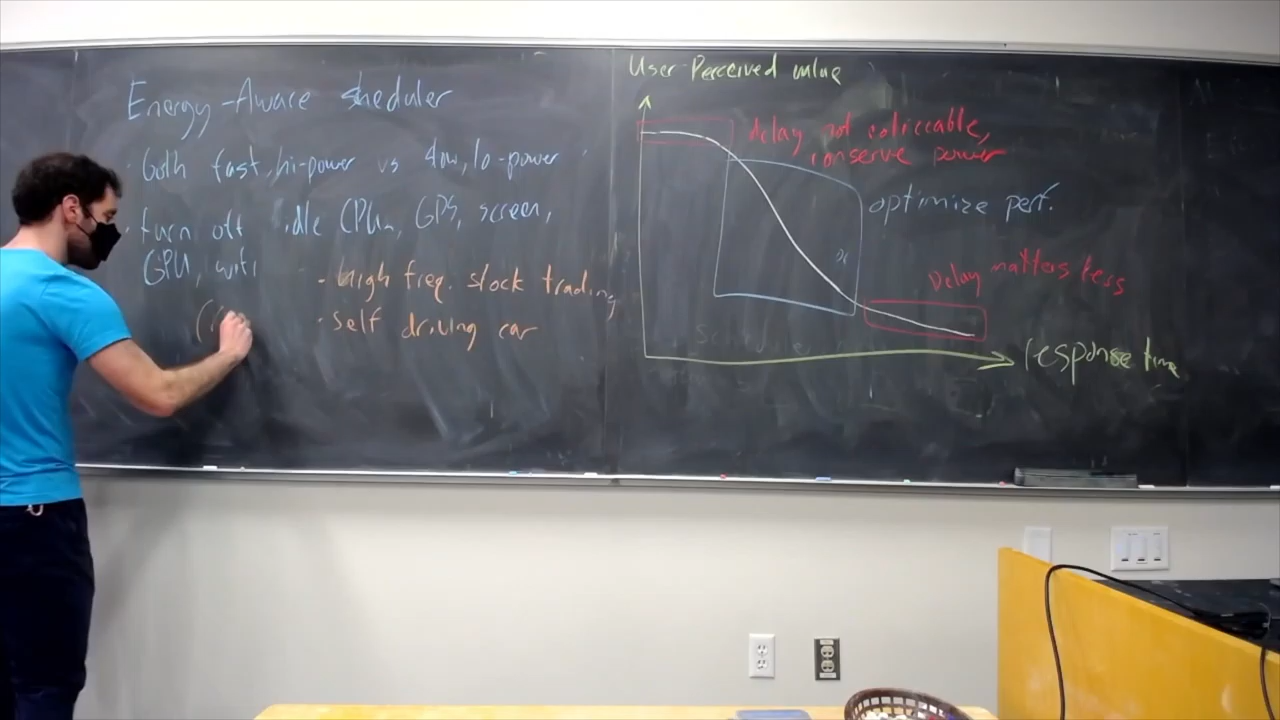 Energy-Aware sheduler
· both fast, hi-power vs slow, lo-power
· turn off idle CPUs, GPS, screen,
GPU, wifi
- high freq. stock trading
· self driving car
User-Perceived value
delay not noticeable,
conserve power
optimize perf.
Delay matters less
response time